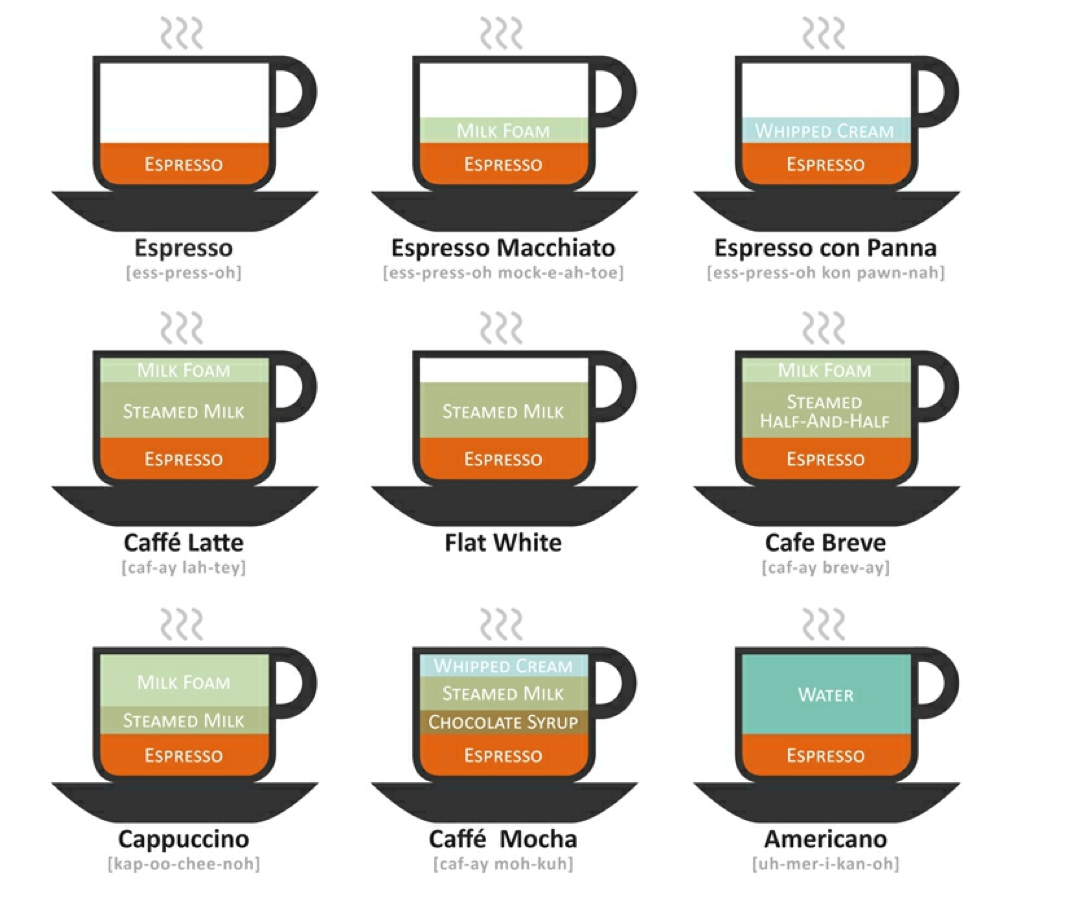 Espresso
Espresso
[ess-press-oh]
Milk Foam
Espresso
Espresso Macchiato
[ess-press-oh mock-e-ah-toe]
Whipped Cream
Espresso
Espresso con Panna
[ess-press-oh kon pawn-nah]
Milk Foam
Steamed Milk
Espresso
Caffé Latte
[caf-ay lah-tey]
Steamed Milk
Espresso
Flat White
Milk Foam
Steamed
Half-And-Half
Espresso
Cafe Breve
[caf-ay brev-ay]
Milk Foam
Steamed Milk
Espresso
Cappuccino
[kap-oo-chee-noh]
Whipped Cream
Steamed Milk
Chocolate Syrup
Espresso
Caffé Mocha
[caf-ay moh-kuh]
Water
Espresso
Americano
[uh-mer-i-kan-oh]